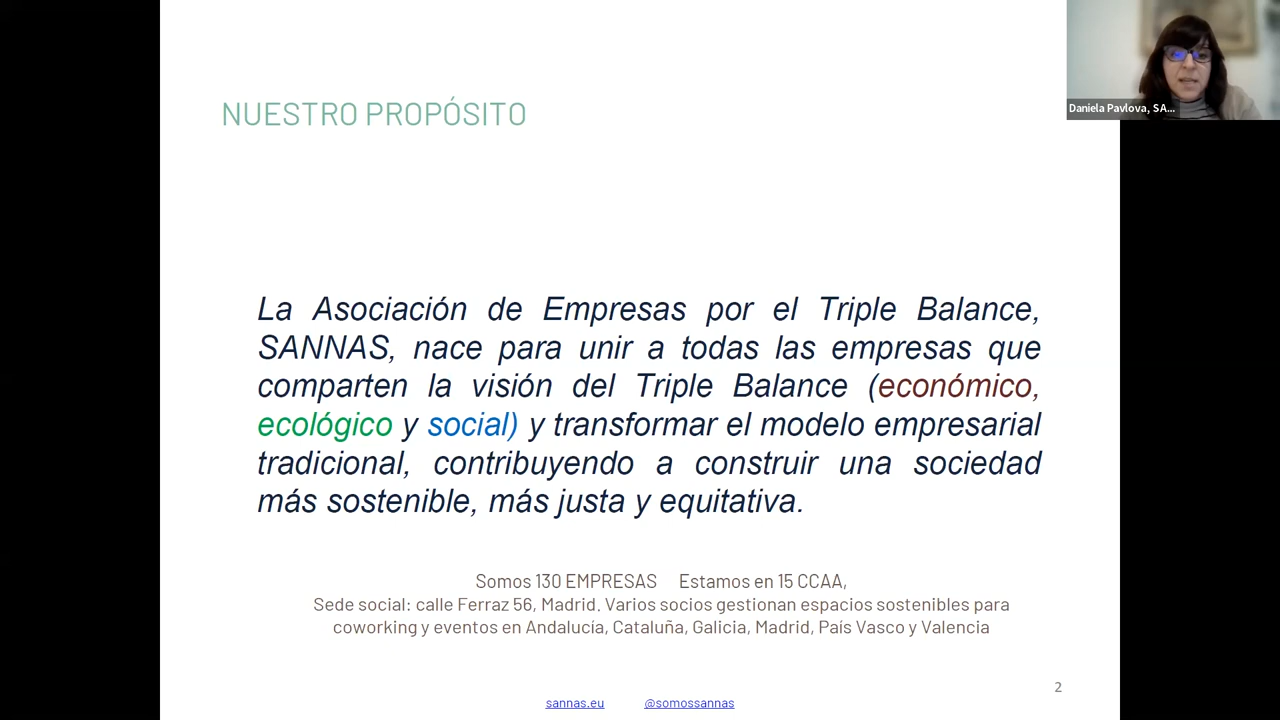 NUESTRO PROPÓSITO
Daniela Pavlova, SA...
La Asociación de Empresas por el Triple Balance,
SANNAS, nace para unir a todas las empresas que
comparten la visión del Triple Balance (económico,
ecológico y social) y transformar el modelo empresarial
tradicional, contribuyendo a construir una sociedad
más sostenible, más justa y equitativa.
Somos 130 EMPRESAS Estamos en 15 CCAA,
Sede social: calle Ferraz 56, Madrid. Varios socios gestionan espacios sostenibles para
coworking y eventos en Andalucía, Cataluña, Galicia, Madrid, País Vasco y Valencia
2
sannas.eu @somossannas